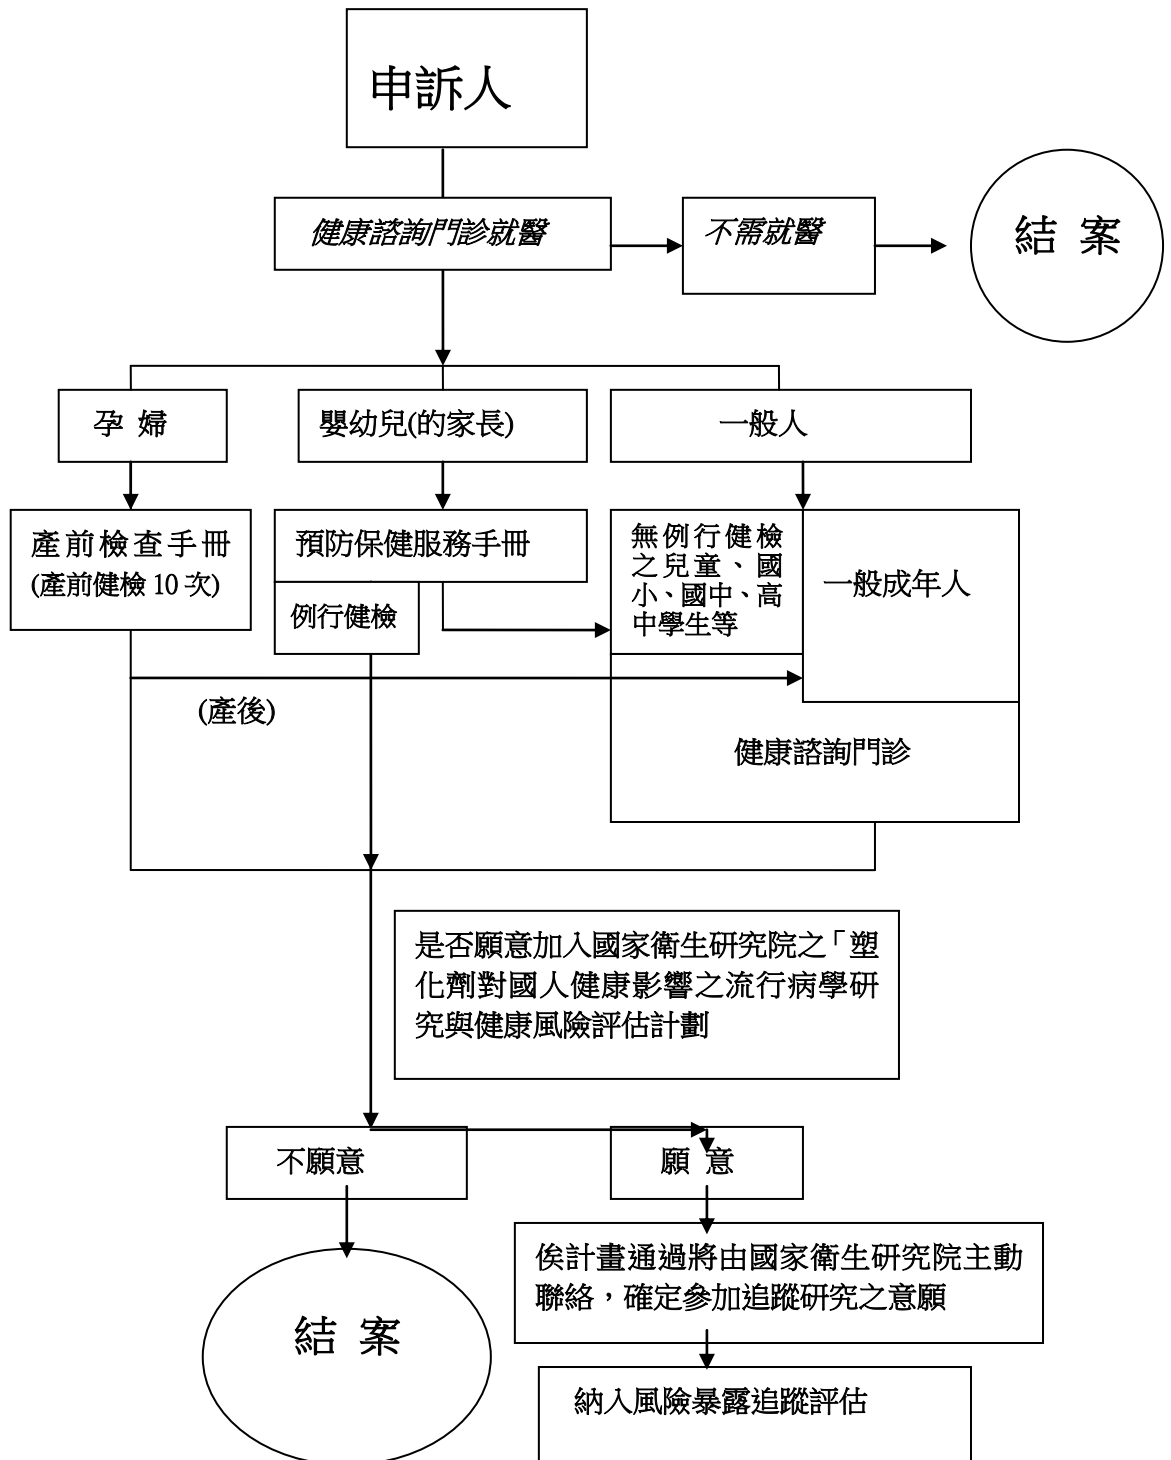 申訴人
健康諮詢門診就醫
不需就醫
結 案
孕 婦
嬰幼兒(的家長)
一般人
產前檢查手冊
(產前健檢 10 次)
預防保健服務手冊
例行健檢
無例行健檢
之兒童、國
小、國中、高
中學生等
一般成年人
(產後)
健康諮詢門診
是否願意加入國家衛生研究院之「塑
化劑對國人健康影響之流行病學研
究與健康風險評估計劃
不願意
願 意
俟計畫通過將由國家衛生研究院主動
聯絡，確定參加追蹤研究之意願
結 案
納入風險暴露追蹤評估